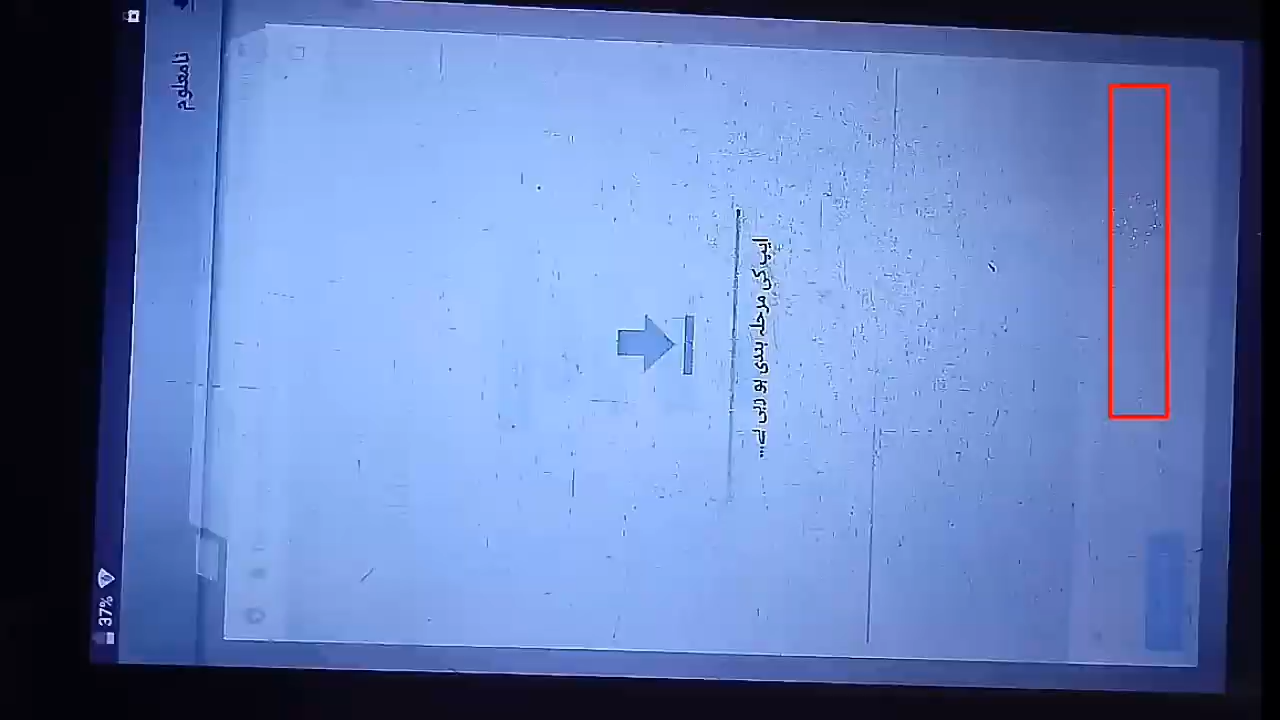 37%
نامعلوم
ایپ کی مرحلہ بندی ہو رہی ہے...